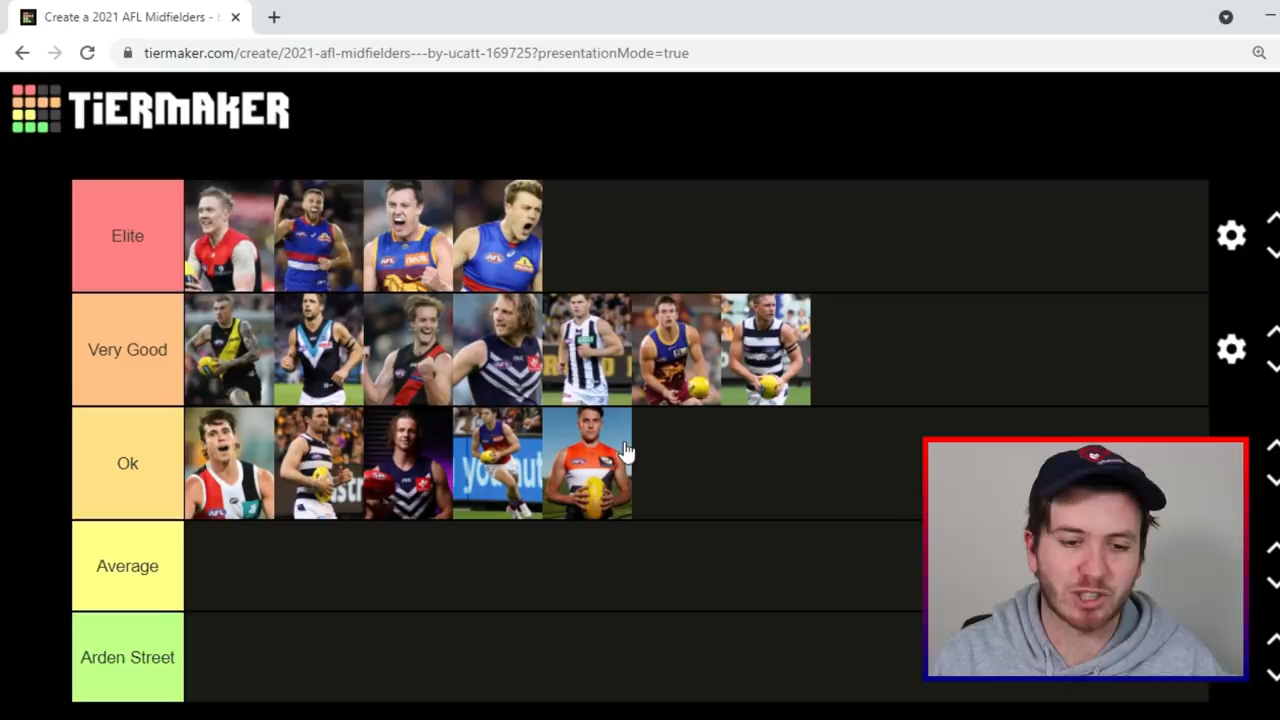 Create a 2021 AFL Midfielders - b
tiermaker.com/create/2021-afl-midfielders---by-ucatt-169725?presentationMode=true
TiERMAKER
Elite
Very Good
Ok
Average
Arden Street